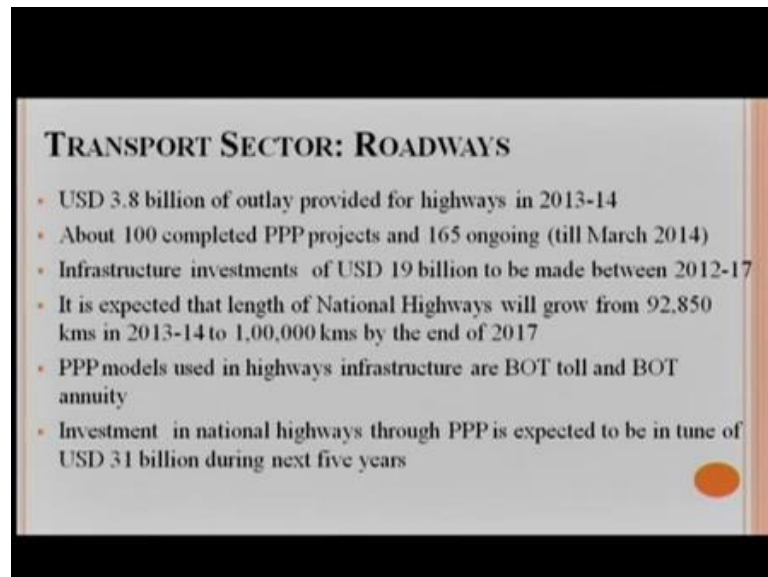 TRANSPORT SECTOR: ROADWAYS
• USD 3.8 billion of outlay provided for highways in 2013-14
• About 100 completed PPP projects and 165 ongoing (till March 2014)
• Infrastructure investments of USD 19 billion to be made between 2012-17
• It is expected that length of National Highways will grow from 92,850
kms in 2013-14 to 1,00,000 kms by the end of 2017
• PPP models used in highways infrastructure are BOT toll and BOT
annuity
• Investment in national highways through PPP is expected to be in tune of
USD 31 billion during next five years